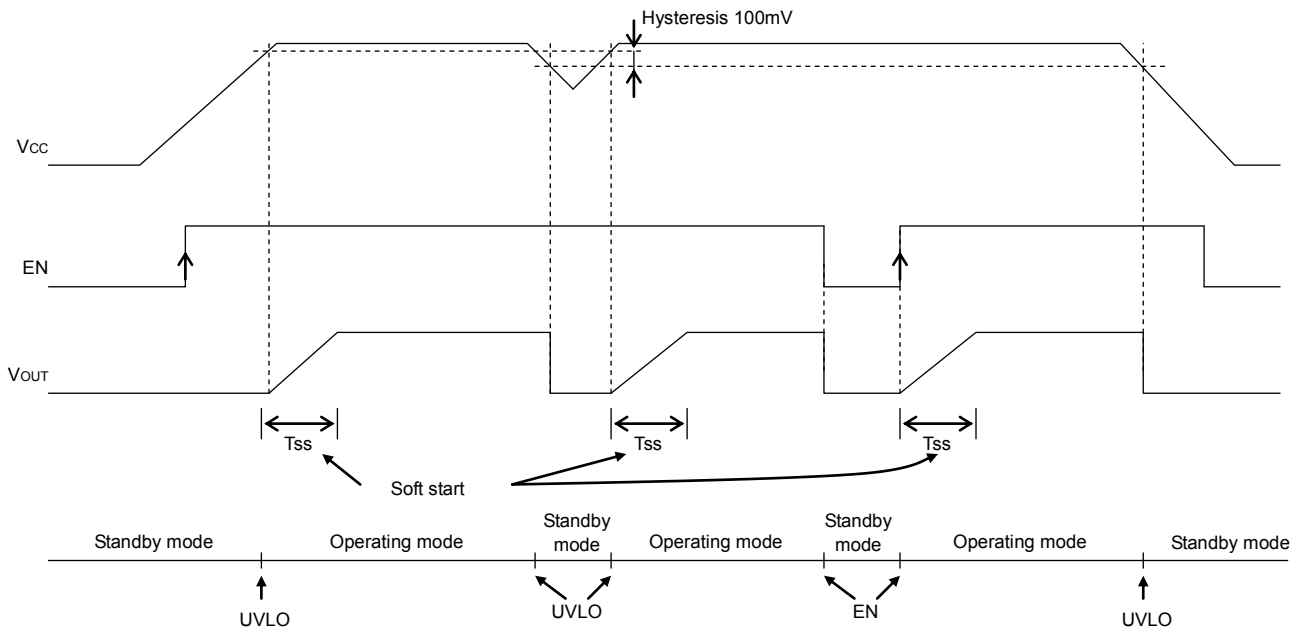 Hysteresis 100mV
VCC
EN
VOUT
Tss
Tss
Tss
Soft start
Standby mode
Operating mode
Standby
mode
Operating mode
Standby
mode
Operating mode
Standby mode
UVLO
UVLO
EN
UVLO